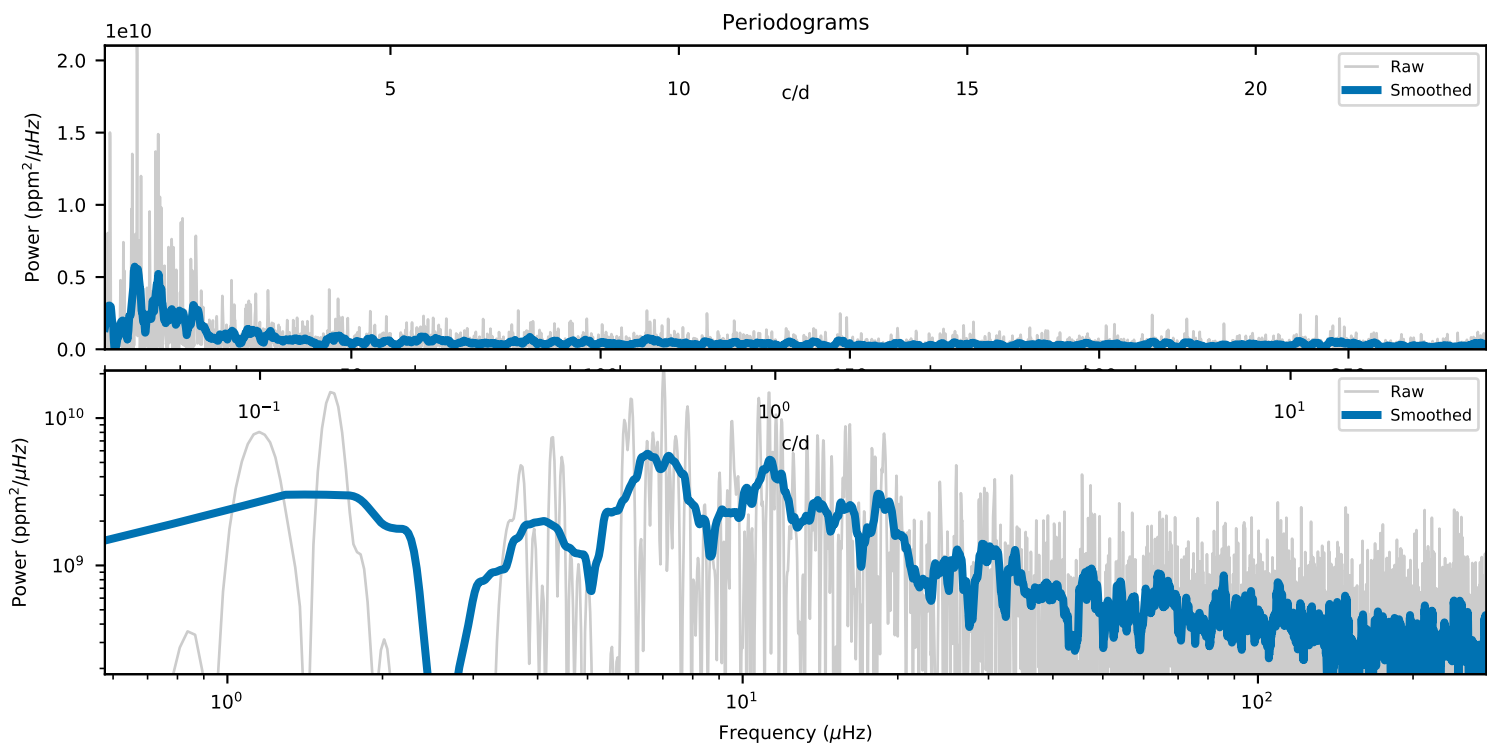 Periodograms
1e10
2.0
1.5
1.0
0.5
0.0
Power (ppm²/μHz)
5
10
15
20
c/d
Raw
Smoothed
10¹⁰
10⁹
Power (ppm²/μHz)
10⁻¹
10⁰
10¹
c/d
Raw
Smoothed
10⁰
10¹
10²
Frequency (μHz)